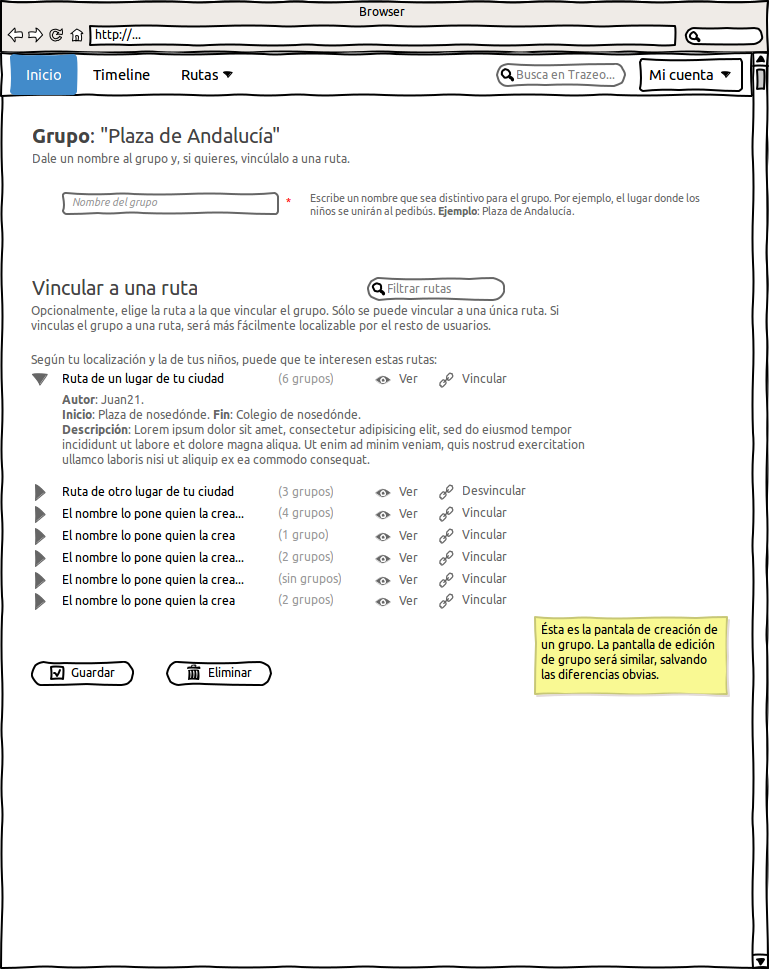 Browser
http://...
Inicio Timeline Rutas Busca en Trazeo... Mi cuenta
Grupo: "Plaza de Andalucía"
Dale un nombre al grupo y, si quieres, vincúlalo a una ruta.
Nombre del grupo *
Escribe un nombre que sea distintivo para el grupo. Por ejemplo, el lugar donde los
niños se unirán al pedibús. Ejemplo: Plaza de Andalucía.
Vincular a una ruta Filtrar rutas
Opcionalmente, elige la ruta a la que vincular el grupo. Sólo se puede vincular a una única ruta. Si
vinculas el grupo a una ruta, será más fácilmente localizable por el resto de usuarios.
Según tu localización y la de tus niños, puede que te interesen estas rutas:
Ruta de un lugar de tu ciudad (6 grupos) Ver Vincular
Autor: Juan21.
Inicio: Plaza de nosedónde. Fin: Colegio de nosedónde.
Descripción: Lorem ipsum dolor sit amet, consectetur adipisicing elit, sed do eiusmod tempor
incididunt ut labore et dolore magna aliqua. Ut enim ad minim veniam, quis nostrud exercitation
ullamco laboris nisi ut aliquip ex ea commodo consequat.
Ruta de otro lugar de tu ciudad (3 grupos) Ver Desvincular
El nombre lo pone quien la crea... (4 grupos) Ver Vincular
El nombre lo pone quien la crea (1 grupo) Ver Vincular
El nombre lo pone quien la crea... (2 grupos) Ver Vincular
El nombre lo pone quien la crea... (sin grupos) Ver Vincular
El nombre lo pone quien la crea (2 grupos) Ver Vincular
Ésta es la pantala de creación de
un grupo. La pantalla de edición
de grupo será similar, salvando
las diferencias obvias.
Guardar Eliminar